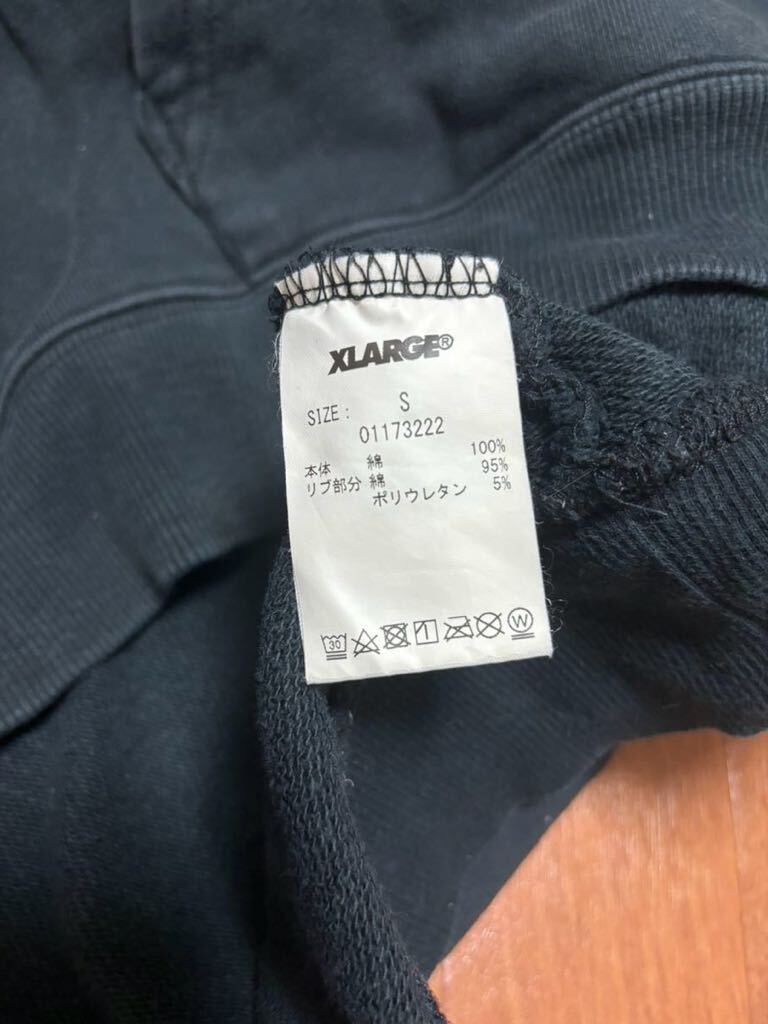 XLARGE®
SIZE: S
01173222
本体 綿 100%
リブ部分 綿 95%
ポリウレタン 5%
30 W